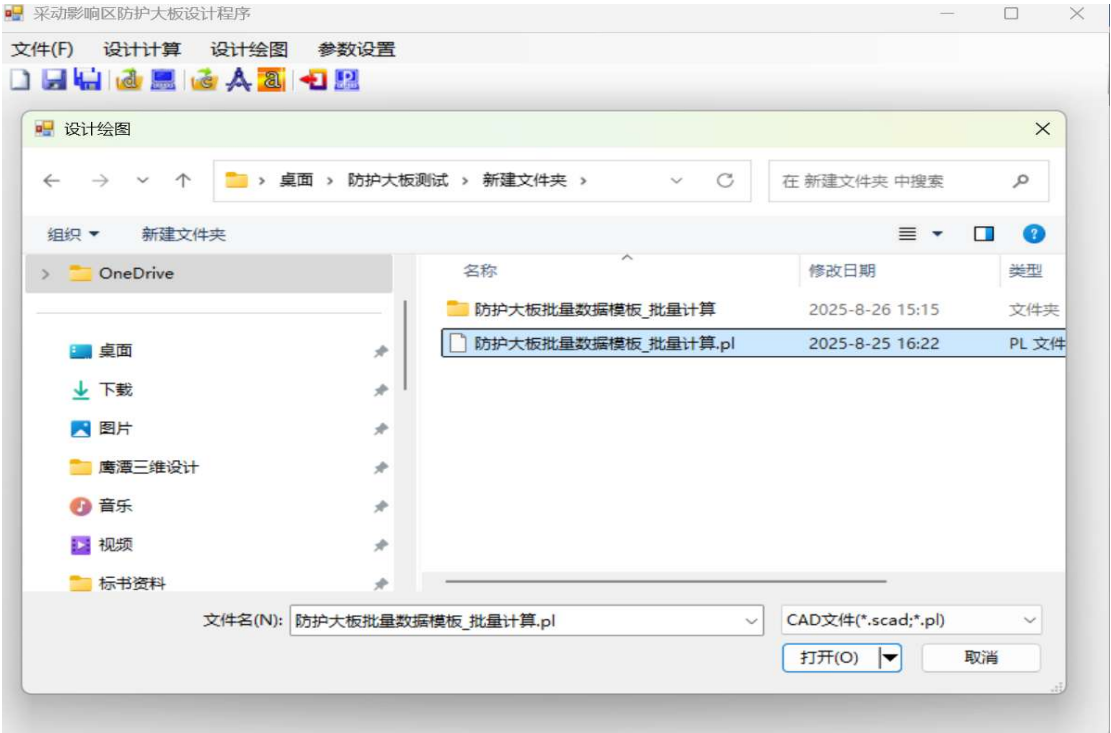 采动影响区防护大板设计程序
文件(F) 设计计算 设计绘图 参数设置
设计绘图
桌面 › 防护大板测试 › 新建文件夹 ›
在 新建文件夹 中搜索
组织 新建文件夹
OneDrive
名称 修改日期 类型
防护大板批量数据模板_批量计算 2025-8-26 15:15 文件夹
防护大板批量数据模板_批量计算.pl 2025-8-25 16:22 PL 文件
桌面
下载
图片
鹰潭三维设计
音乐
视频
标书资料
文件名(N): 防护大板批量数据模板_批量计算.pl CAD文件(*.scad;*.pl)
打开(O) 取消